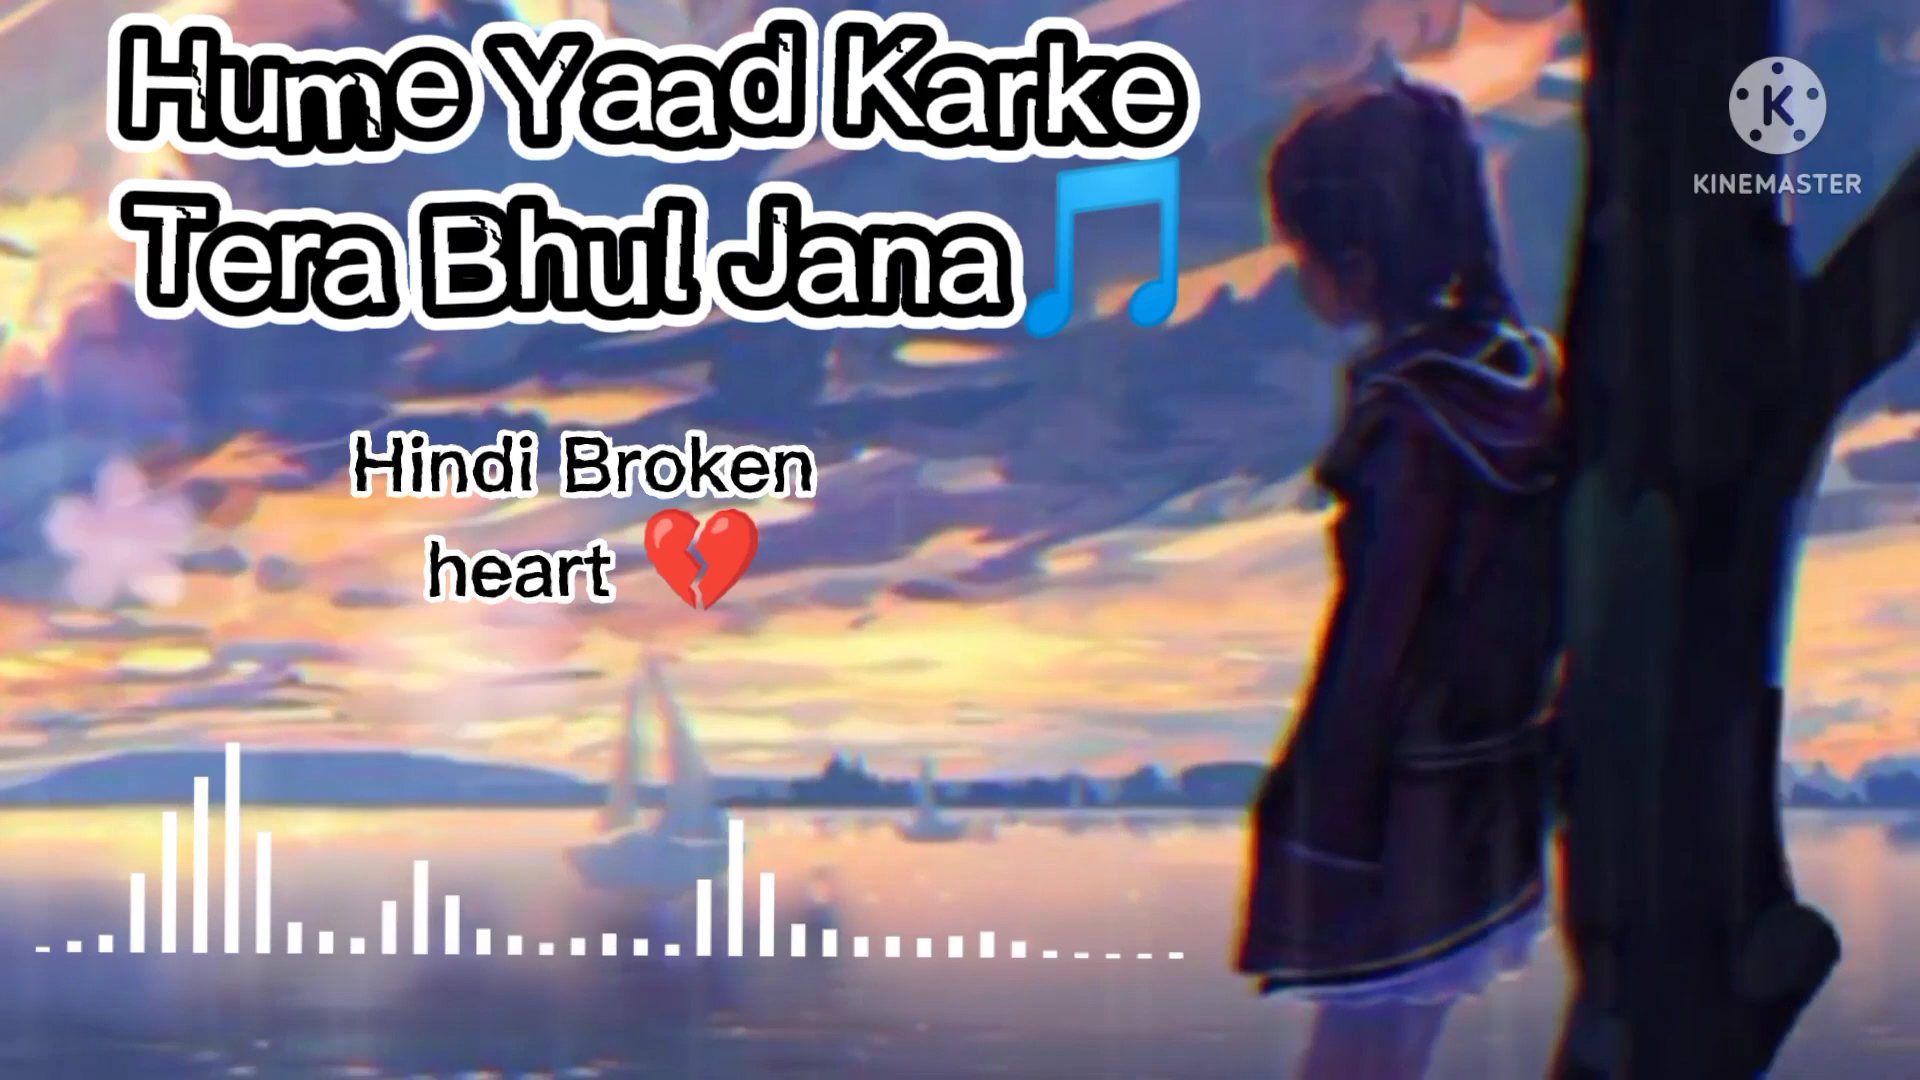 Hume Yaad Karke
Tera Bhul Jana🎵
Hindi Broken
heart 💔
K
KINEMASTER